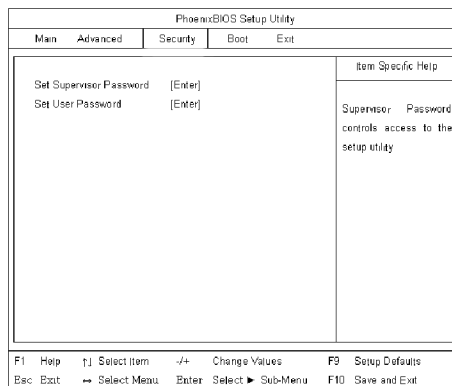 PhoenixBIOS Setup Utility
Main Advanced Security Boot Exit
Item Specific Help
Set Supervisor Password [Enter]
Set User Password [Enter]
Supervisor Password
controls access to the
setup utility
F1 Help ↑↓ Select Item -/+ Change Values F9 Setup Defaults
Esc Exit ↔ Select Menu Enter Select ► Sub-Menu F10 Save and Exit